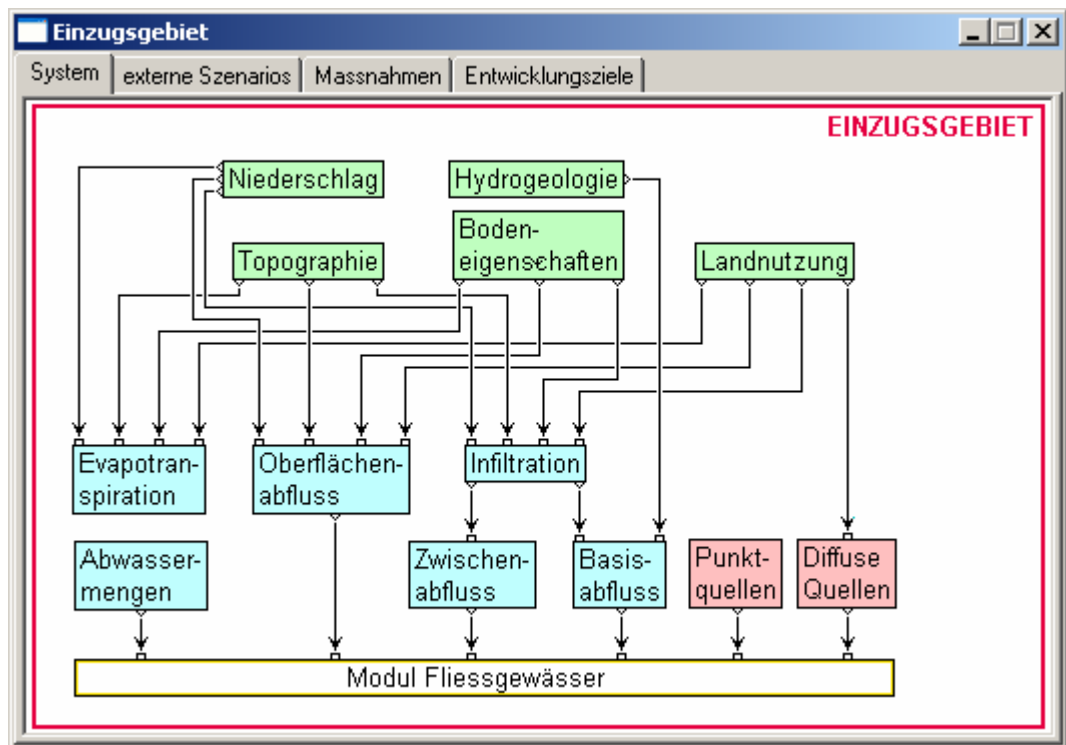 Einzugsgebiet
System externe Szenarios Massnahmen Entwicklungsziele
EINZUGSGEBIET
Niederschlag
Hydrogeologie
Topographie
Boden-
eigenschaften
Landnutzung
Evapotran-
spiration
Oberflächen-
abfluss
Infiltration
Abwasser-
mengen
Zwischen-
abfluss
Basis-
abfluss
Punkt-
quellen
Diffuse
Quellen
Modul Fliessgewässer